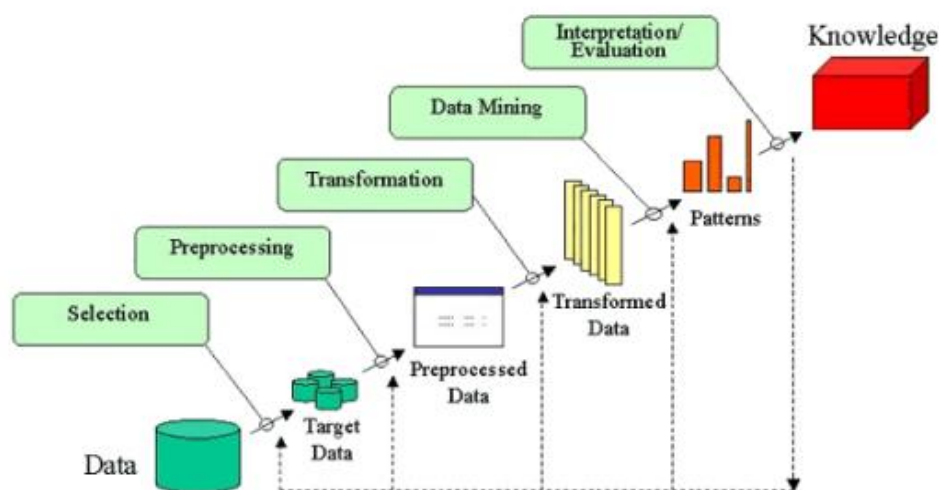 Interpretation/
Evaluation
Knowledge
Data Mining
Transformation
Patterns
Preprocessing
Transformed
Data
Selection
Preprocessed
Data
Target
Data
Data